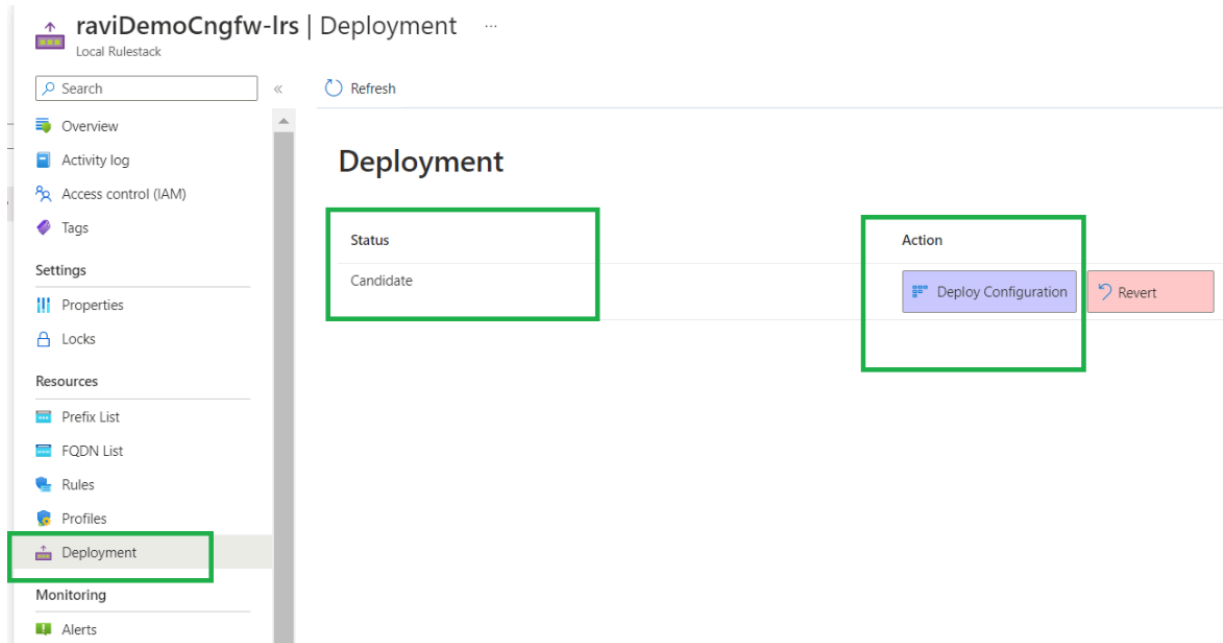 raviDemoCngfw-lrs | Deployment ...
Local Rulestack
Search
«
Refresh
Overview
Activity log
Access control (IAM)
Tags
Settings
Properties
Locks
Resources
Prefix List
FQDN List
Rules
Profiles
Deployment
Monitoring
Alerts
Deployment
Status Action
Candidate Deploy Configuration Revert